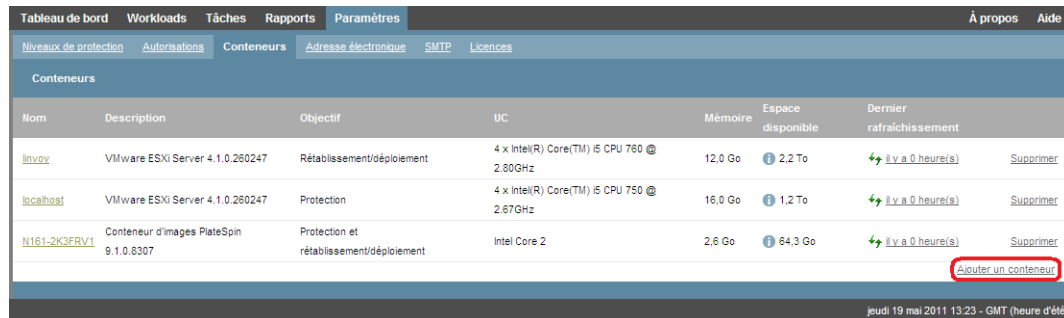 Tableau de bord Workloads Tâches Rapports Paramètres À propos Aide
Niveaux de protection Autorisations Conteneurs Adresse électronique SMTP Licences
Conteneurs
Nom Description Objectif UC Mémoire Espace disponible Dernier rafraîchissement
linvoy VMware ESXi Server 4.1.0.260247 Rétablissement/déploiement 4 x Intel(R) Core(TM) i5 CPU 760 @ 2.80GHz 12,0 Go 2,2 To il y a 0 heure(s) Supprimer
localhost VMware ESXi Server 4.1.0.260247 Protection 4 x Intel(R) Core(TM) i5 CPU 750 @ 2.67GHz 16,0 Go 1,2 To il y a 0 heure(s) Supprimer
N161-2K3FRV1 Conteneur d'images PlateSpin 9.1.0.8307 Protection et rétablissement/déploiement Intel Core 2 2,6 Go 64,3 Go il y a 0 heure(s) Supprimer
Ajouter un conteneur
jeudi 19 mai 2011 13:23 - GMT (heure d'été